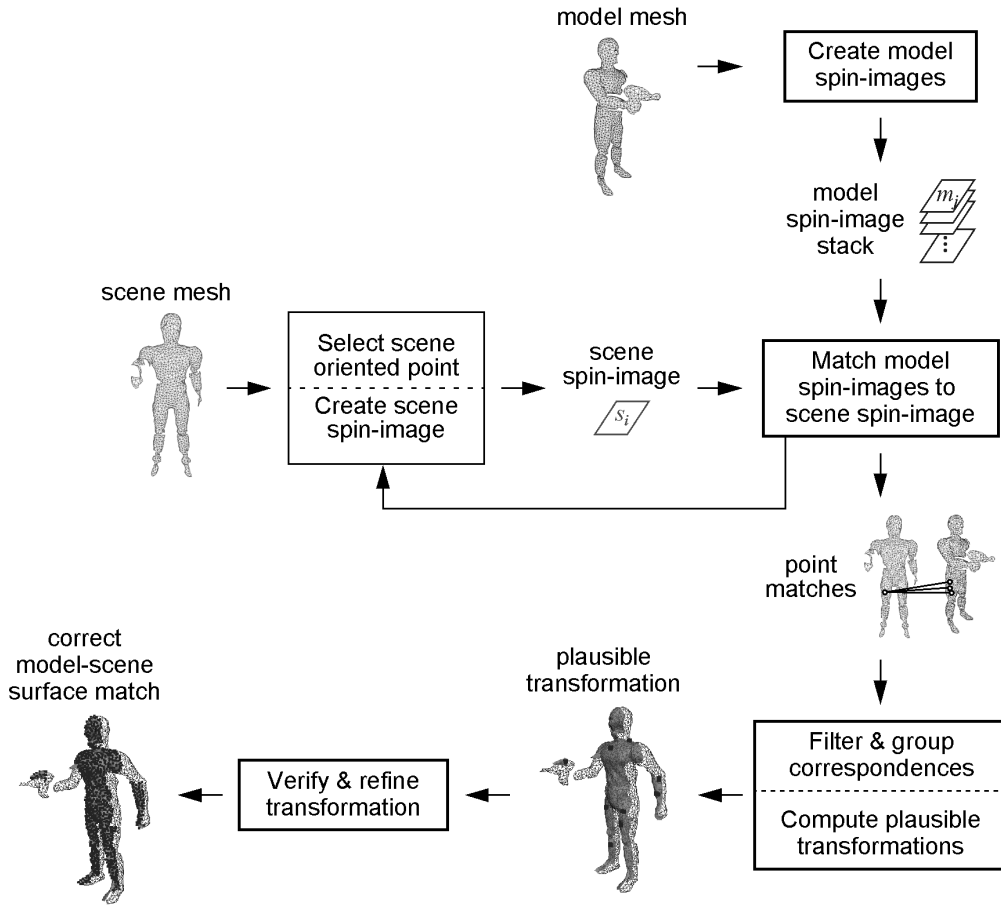 model mesh
Create model
spin-images
model
spin-image
stack
m_j
scene mesh
Select scene
oriented point
Create scene
spin-image
scene
spin-image
s_i
Match model
spin-images to
scene spin-image
point
matches
correct
model-scene
surface match
plausible
transformation
Filter & group
correspondences
Compute plausible
transformations
Verify & refine
transformation